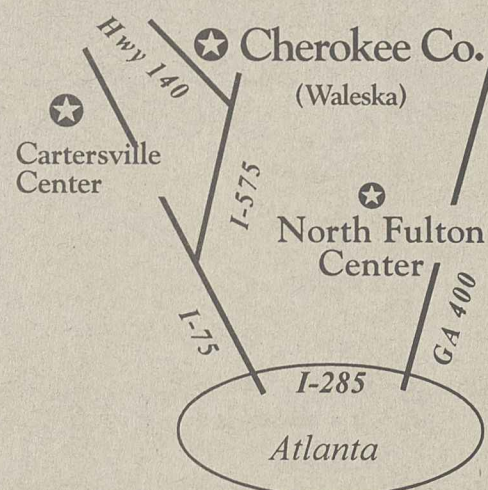 Hwy 140
Cherokee Co.
(Waleska)
Cartersville
Center
I-575
North Fulton
Center
I-75
GA 400
I-285
Atlanta